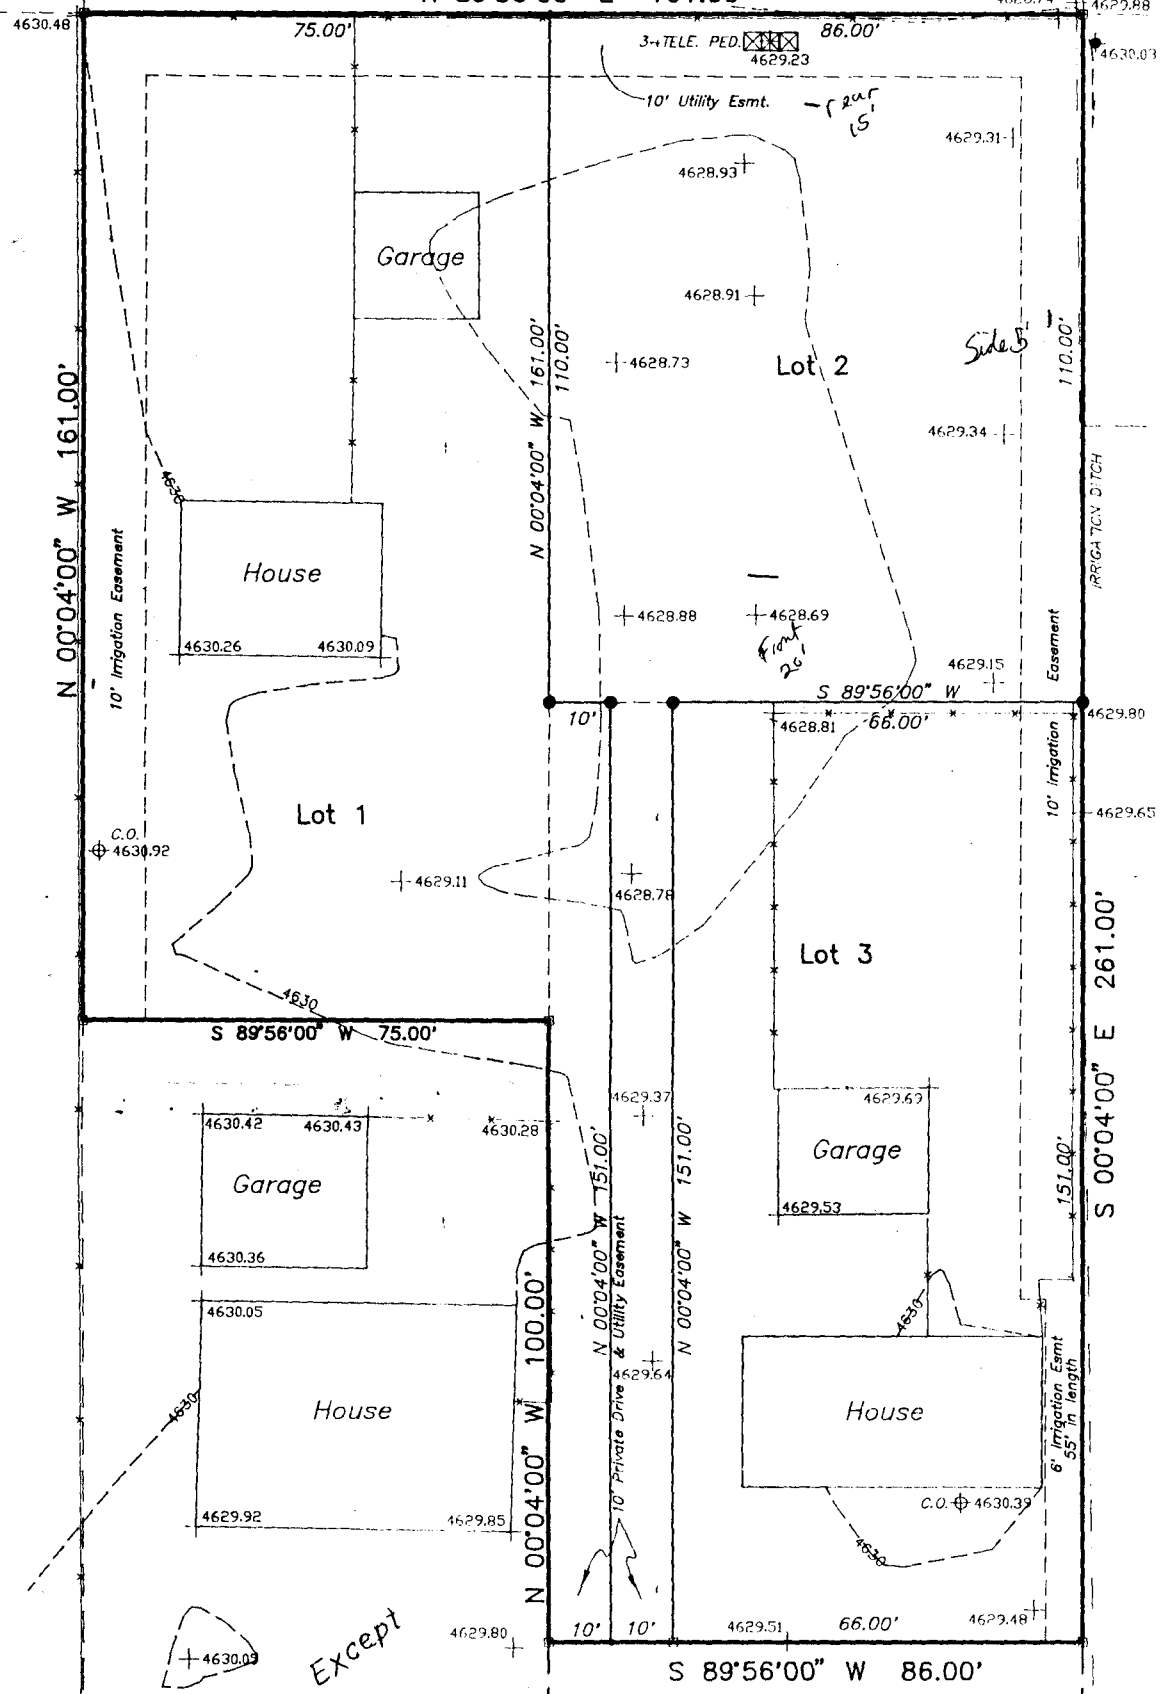 4630.48
75.00'
86.00'
4629.88
3-TELE. PED.
4629.23
4630.03
10' Utility Esmt.
- rear
15'
4629.31
4628.93
Garage
4628.91
Side 5'
N 00°04'00" W 161.00'
110.00'
4628.73
Lot 2
110.00'
N 00°04'00" W 161.00'
4629.34
IRRIGATION DITCH
4630
10' Irrigation Easement
House
4628.88
4628.69
Front
20'
4630.26
4630.09
4629.15
S 89°56'00" W
10'
4628.81
66.00'
4629.80
10' Irrigation Easement
Lot 1
4629.65
C.O.
4630.92
4629.11
4628.78
Lot 3
S 00°04'00" E 261.00'
4630
S 89°56'00" W 75.00'
4629.37
4629.69
4630.42
4630.43
4630.28
Garage
Garage
151.00'
4629.53
4630.36
N 00°04'00" W 151.00'
10' Private Drive & Utility Easement
N 00°04'00" W 151.00'
4630.05
4630
4629.64
N 00°04'00" W 100.00'
House
House
6' Irrigation Esmt
55' in length
4630
C.O.
4630.39
4629.92
4629.85
4630
4629.48
10'
10'
4629.51
66.00'
4629.80
Except
4630.09
S 89°56'00" W 86.00'